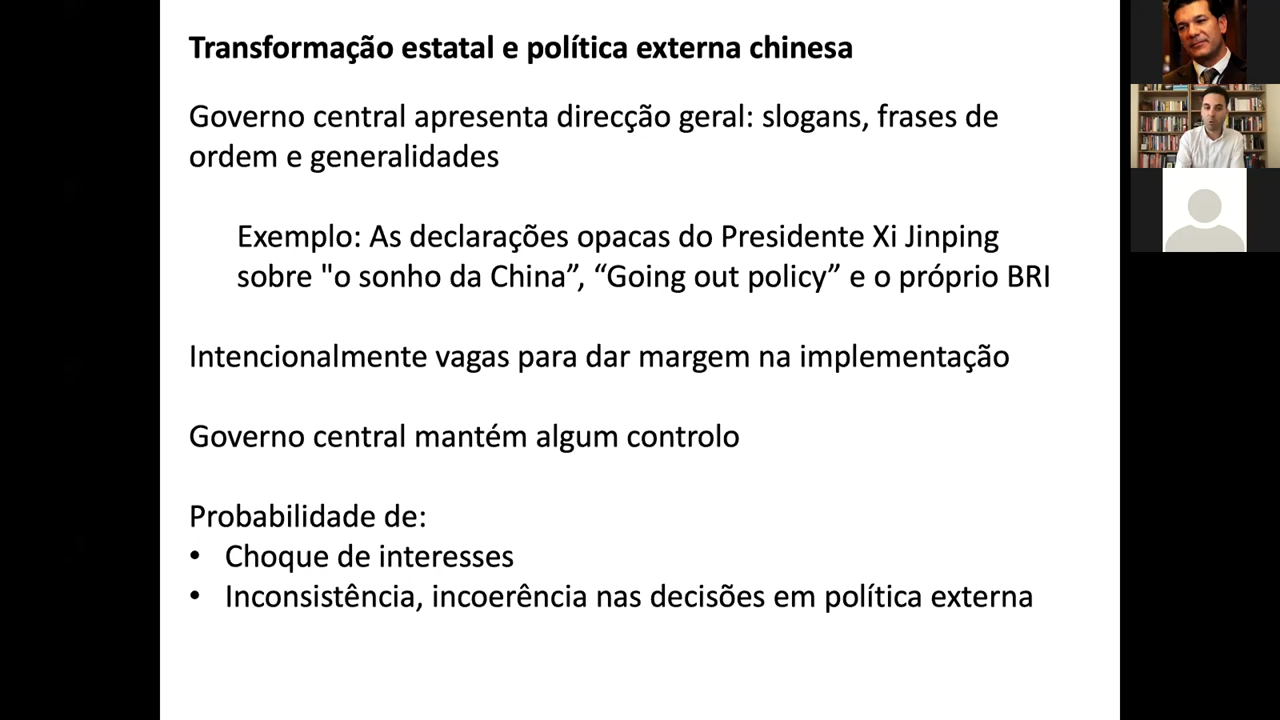 Transformação estatal e política externa chinesa
Governo central apresenta direcção geral: slogans, frases de
ordem e generalidades
Exemplo: As declarações opacas do Presidente Xi Jinping
sobre "o sonho da China”, “Going out policy” e o próprio BRI
Intencionalmente vagas para dar margem na implementação
Governo central mantém algum controlo
Probabilidade de:
• Choque de interesses
• Inconsistência, incoerência nas decisões em política externa